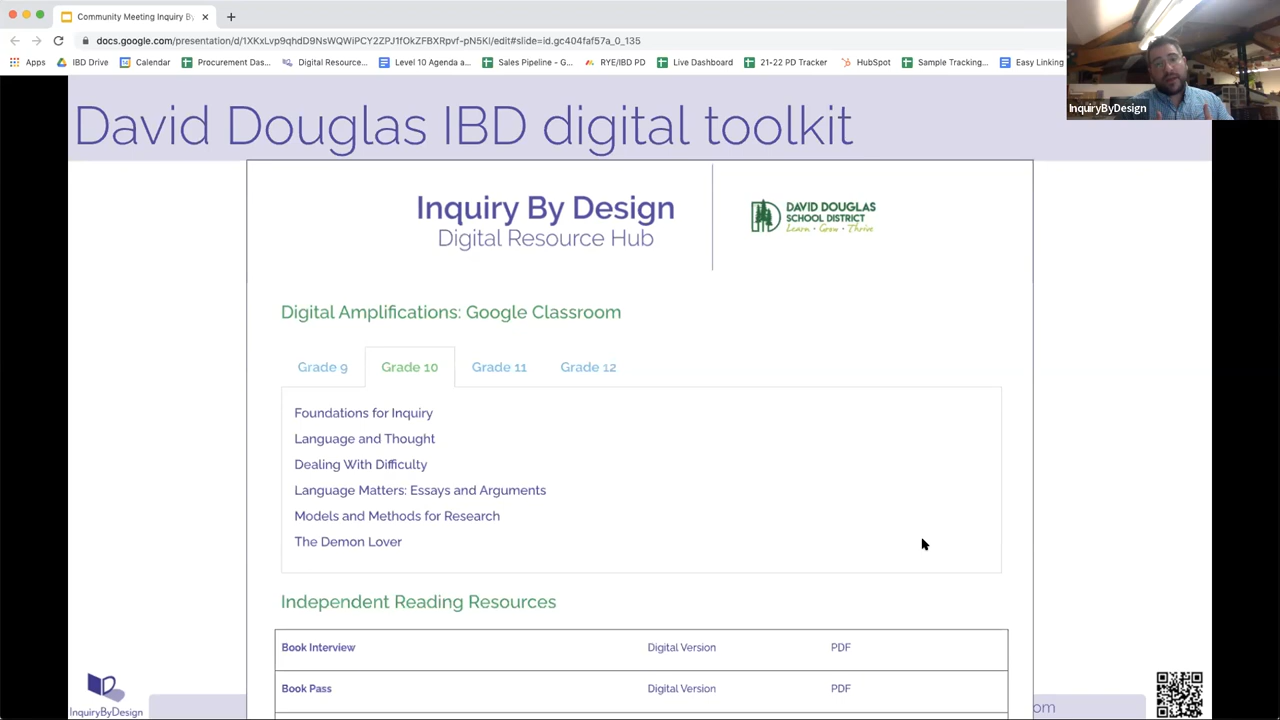 Community Meeting Inquiry By
docs.google.com/presentation/d/1XKxLvp9qhdD9NsWQWiPCY2ZPJ1fOkZFBXRpvf-pN5KI/edit#slide=id.gc404faf57a_0_135
Apps IBD Drive Calendar Procurement Das... Digital Resource... Level 10 Agenda a... Sales Pipeline - G... RYE/IBD PD Live Dashboard 21-22 PD Tracker HubSpot Sample Tracking... Easy Linking
InquiryByDesign
David Douglas IBD digital toolkit
Inquiry By Design
Digital Resource Hub
DAVID DOUGLAS
SCHOOL DISTRICT
Learn · Grow · Thrive
Digital Amplifications: Google Classroom
Grade 9 Grade 10 Grade 11 Grade 12
Foundations for Inquiry
Language and Thought
Dealing With Difficulty
Language Matters: Essays and Arguments
Models and Methods for Research
The Demon Lover
Independent Reading Resources
Book Interview Digital Version PDF
Book Pass Digital Version PDF
InquiryByDesign
om